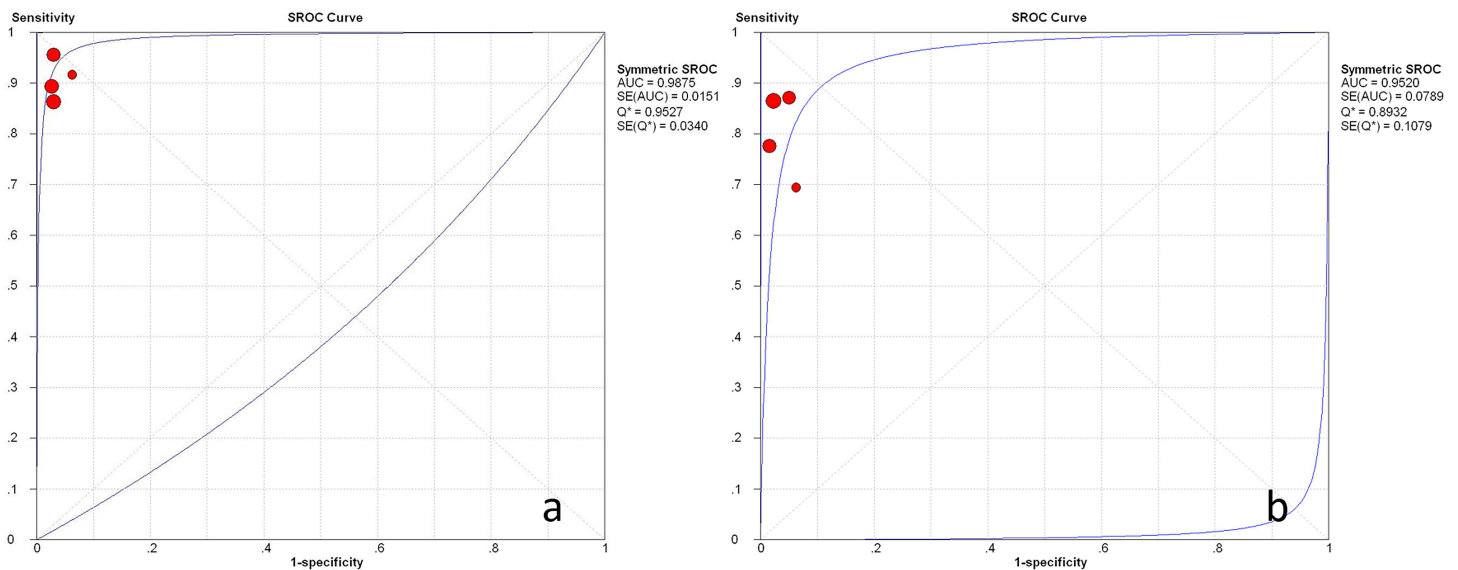 Sensitivity SROC Curve
1
.9
.8
.7
.6
.5
.4
.3
.2
.1
0
0 .2 .4 .6 .8 1
1-specificity
Symmetric SROC
AUC = 0.9875
SE(AUC) = 0.0151
Q* = 0.9527
SE(Q*) = 0.0340
a
Sensitivity SROC Curve
1
.9
.8
.7
.6
.5
.4
.3
.2
.1
0
0 .2 .4 .6 .8 1
1-specificity
Symmetric SROC
AUC = 0.9520
SE(AUC) = 0.0789
Q* = 0.8932
SE(Q*) = 0.1079
b